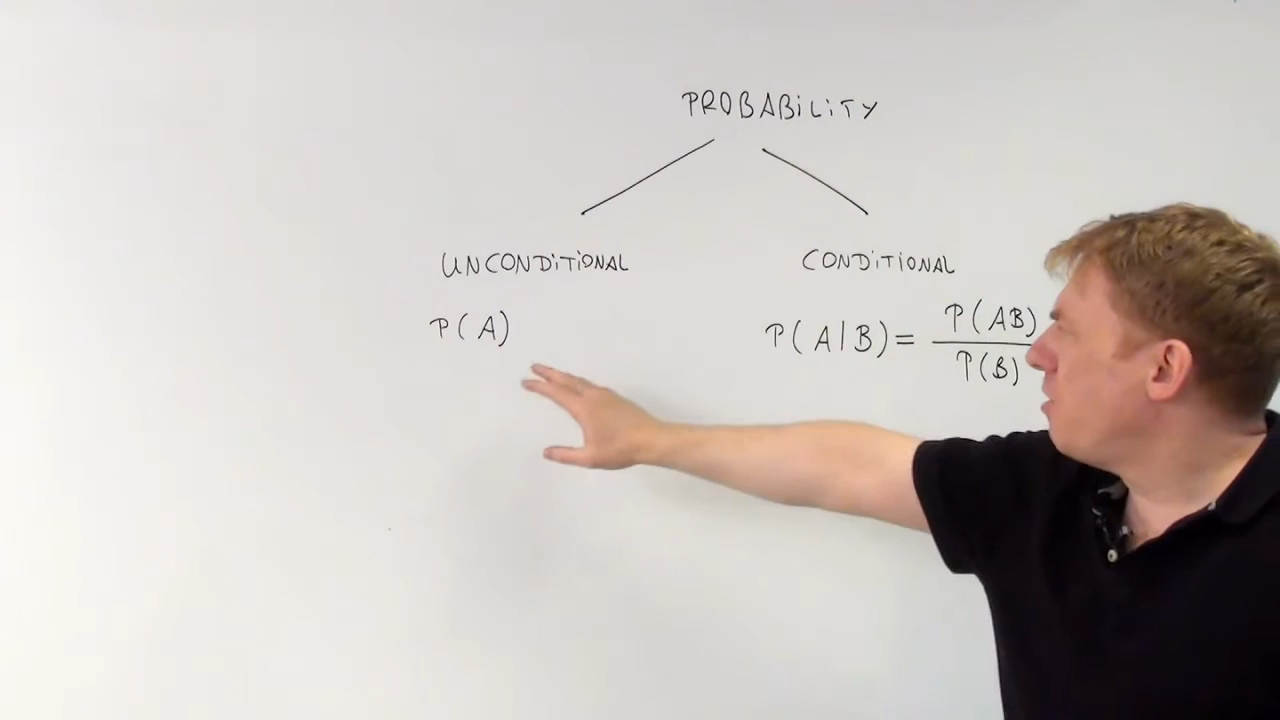 PROBABiLiTY
UNCONDiTiONAL
P(A)
CONDiTiONAL
P(A|B) = P(AB) / P(B)